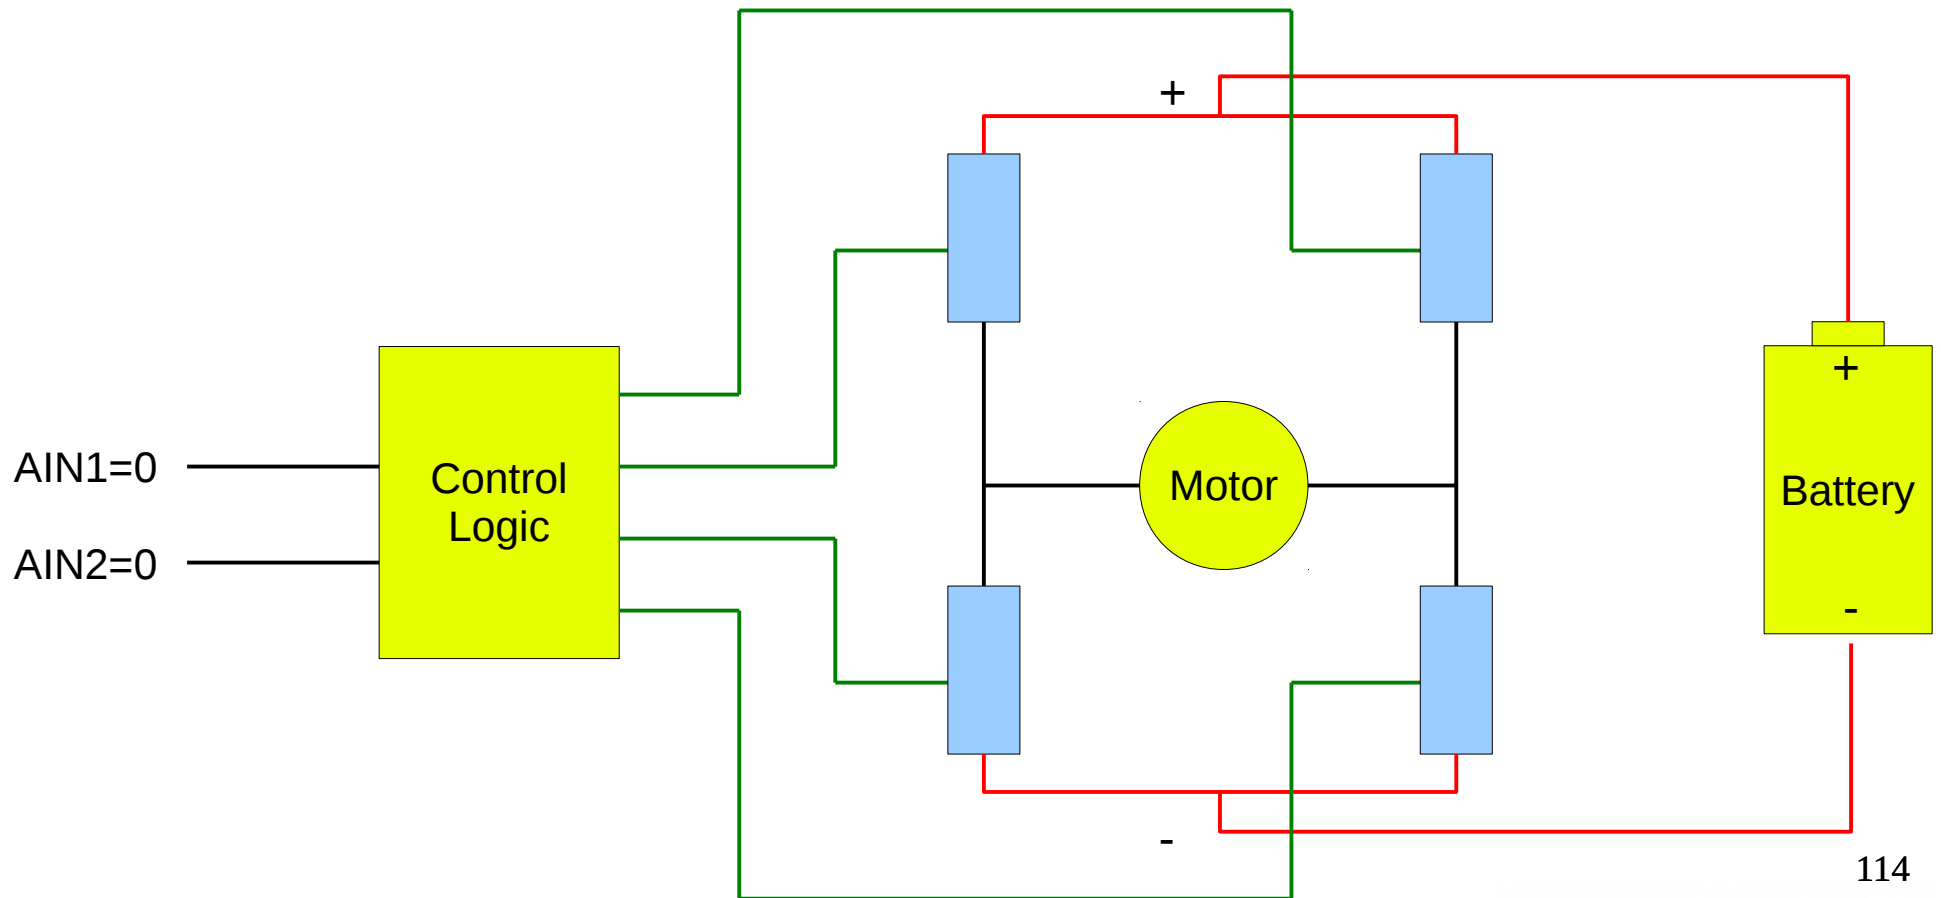 +
+
AIN1=0
Control
Logic
Motor
Battery
AIN2=0
-
-
114